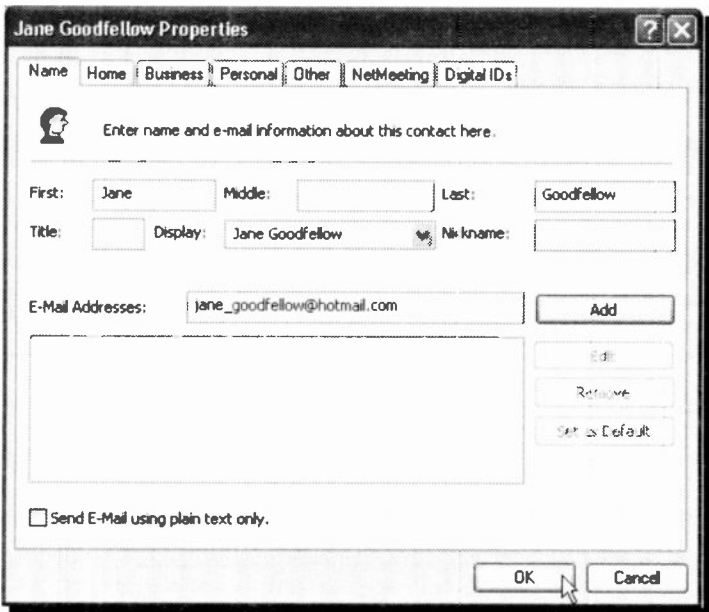 Jane Goodfellow Properties
Name Home Business Personal Other NetMeeting Digital IDs
Enter name and e-mail information about this contact here.
First: Jane Middle: Last: Goodfellow
Title: Display: Jane Goodfellow Nickname:
E-Mail Addresses: jane_goodfellow@hotmail.com Add
Edit
Remove
Set as Default
Send E-Mail using plain text only.
OK Cancel